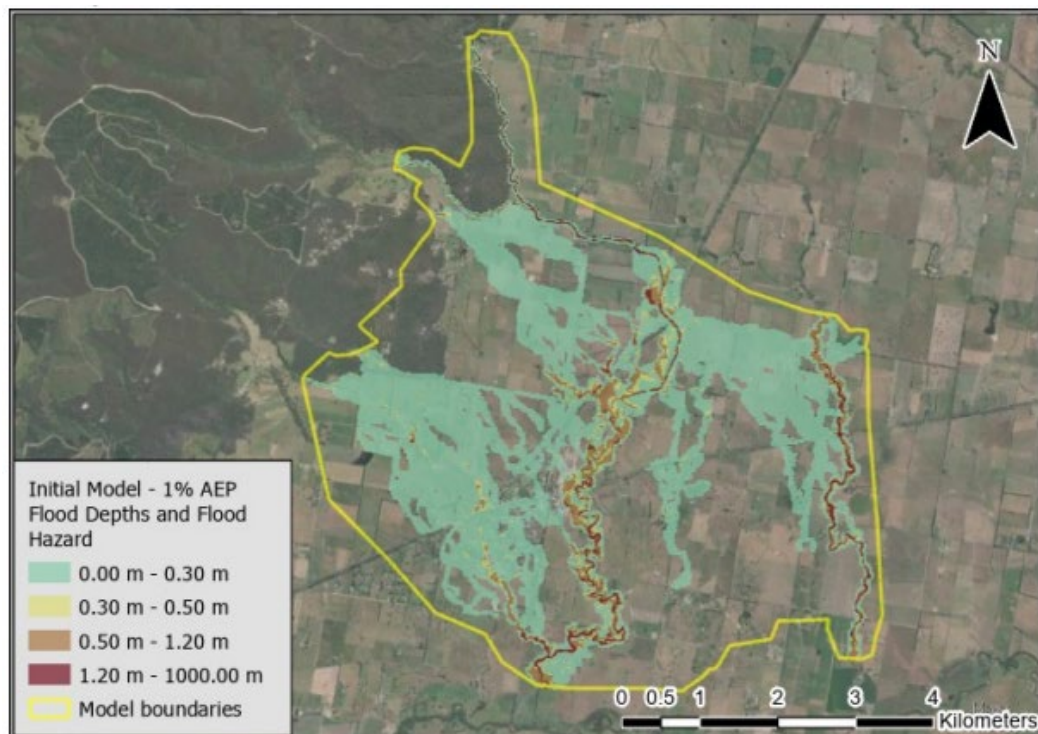 N
Initial Model - 1% AEP
Flood Depths and Flood
Hazard
0.00 m - 0.30 m
0.30 m - 0.50 m
0.50 m - 1.20 m
1.20 m - 1000.00 m
Model boundaries
0 0.5 1 2 3 4
Kilometers